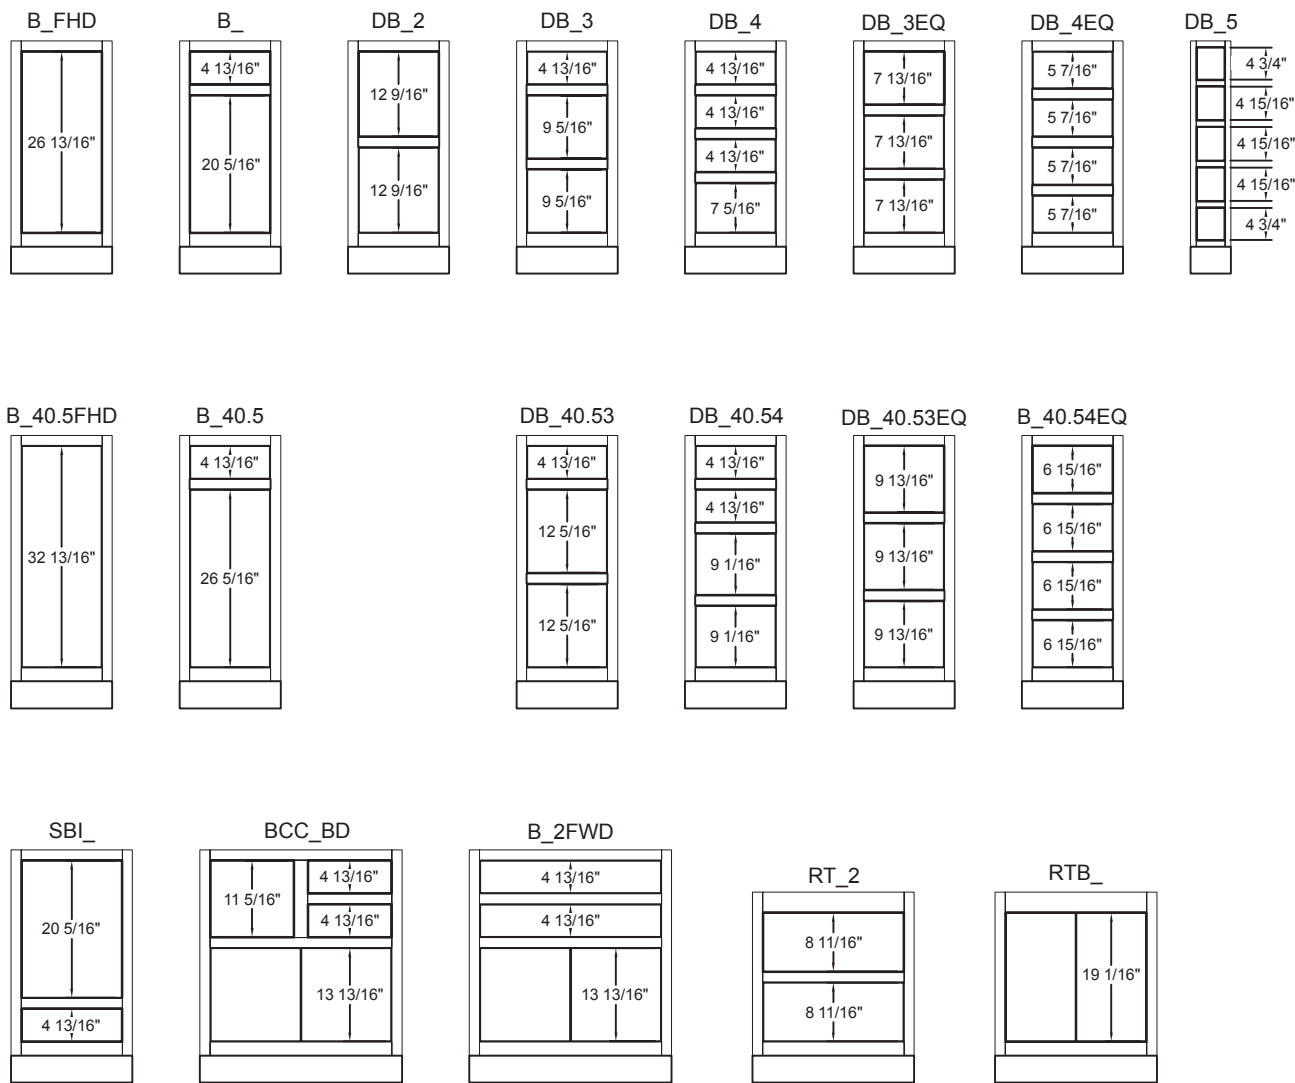 B_FHD
B_
DB_2
DB_3
DB_4
DB_3EQ
DB_4EQ
DB_5
26 13/16"
4 13/16"
20 5/16"
12 9/16"
12 9/16"
4 13/16"
9 5/16"
9 5/16"
4 13/16"
4 13/16"
4 13/16"
7 5/16"
7 13/16"
7 13/16"
7 13/16"
5 7/16"
5 7/16"
5 7/16"
5 7/16"
4 3/4"
4 15/16"
4 15/16"
4 15/16"
4 3/4"
B_40.5FHD
B_40.5
DB_40.53
DB_40.54
DB_40.53EQ
B_40.54EQ
32 13/16"
4 13/16"
26 5/16"
4 13/16"
12 5/16"
12 5/16"
4 13/16"
4 13/16"
9 1/16"
9 1/16"
9 13/16"
9 13/16"
9 13/16"
6 15/16"
6 15/16"
6 15/16"
6 15/16"
SBI_
BCC_BD
B_2FWD
RT_2
RTB_
20 5/16"
4 13/16"
11 5/16"
4 13/16"
4 13/16"
13 13/16"
4 13/16"
4 13/16"
13 13/16"
8 11/16"
8 11/16"
19 1/16"